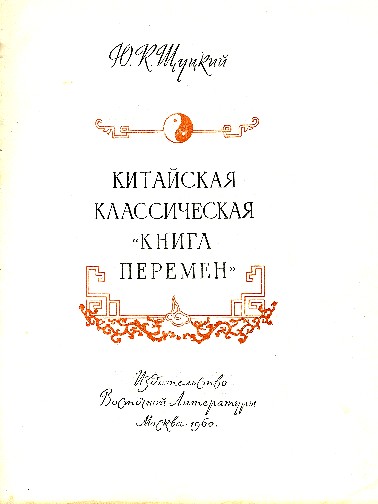 Ю. К. Щуцкий
КИТАЙСКАЯ
КЛАССИЧЕСКАЯ
«КНИГА
ПЕРЕМЕН»
Издательство
Восточной Литературы
Москва·1960.